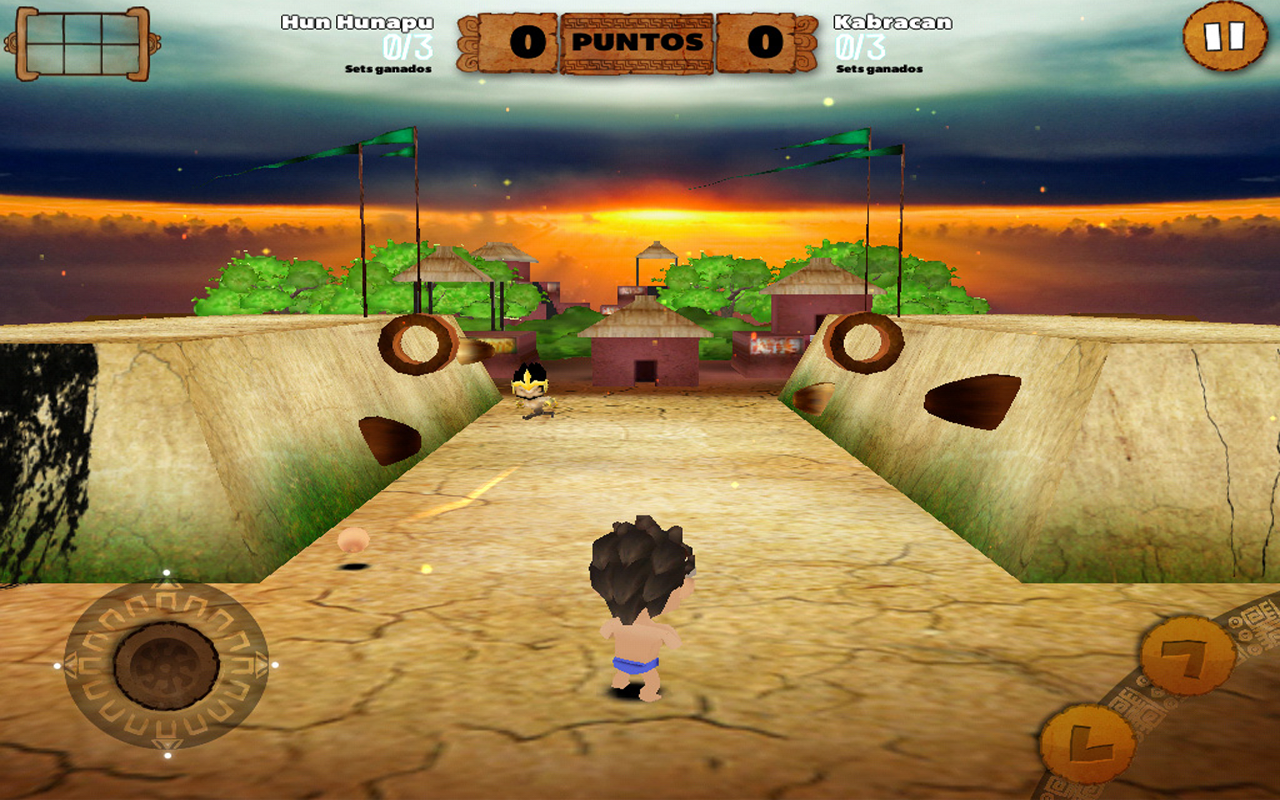 Hun Hunapu
0/3
Sets ganados
0 PUNTOS 0
Kabracan
0/3
Sets ganados